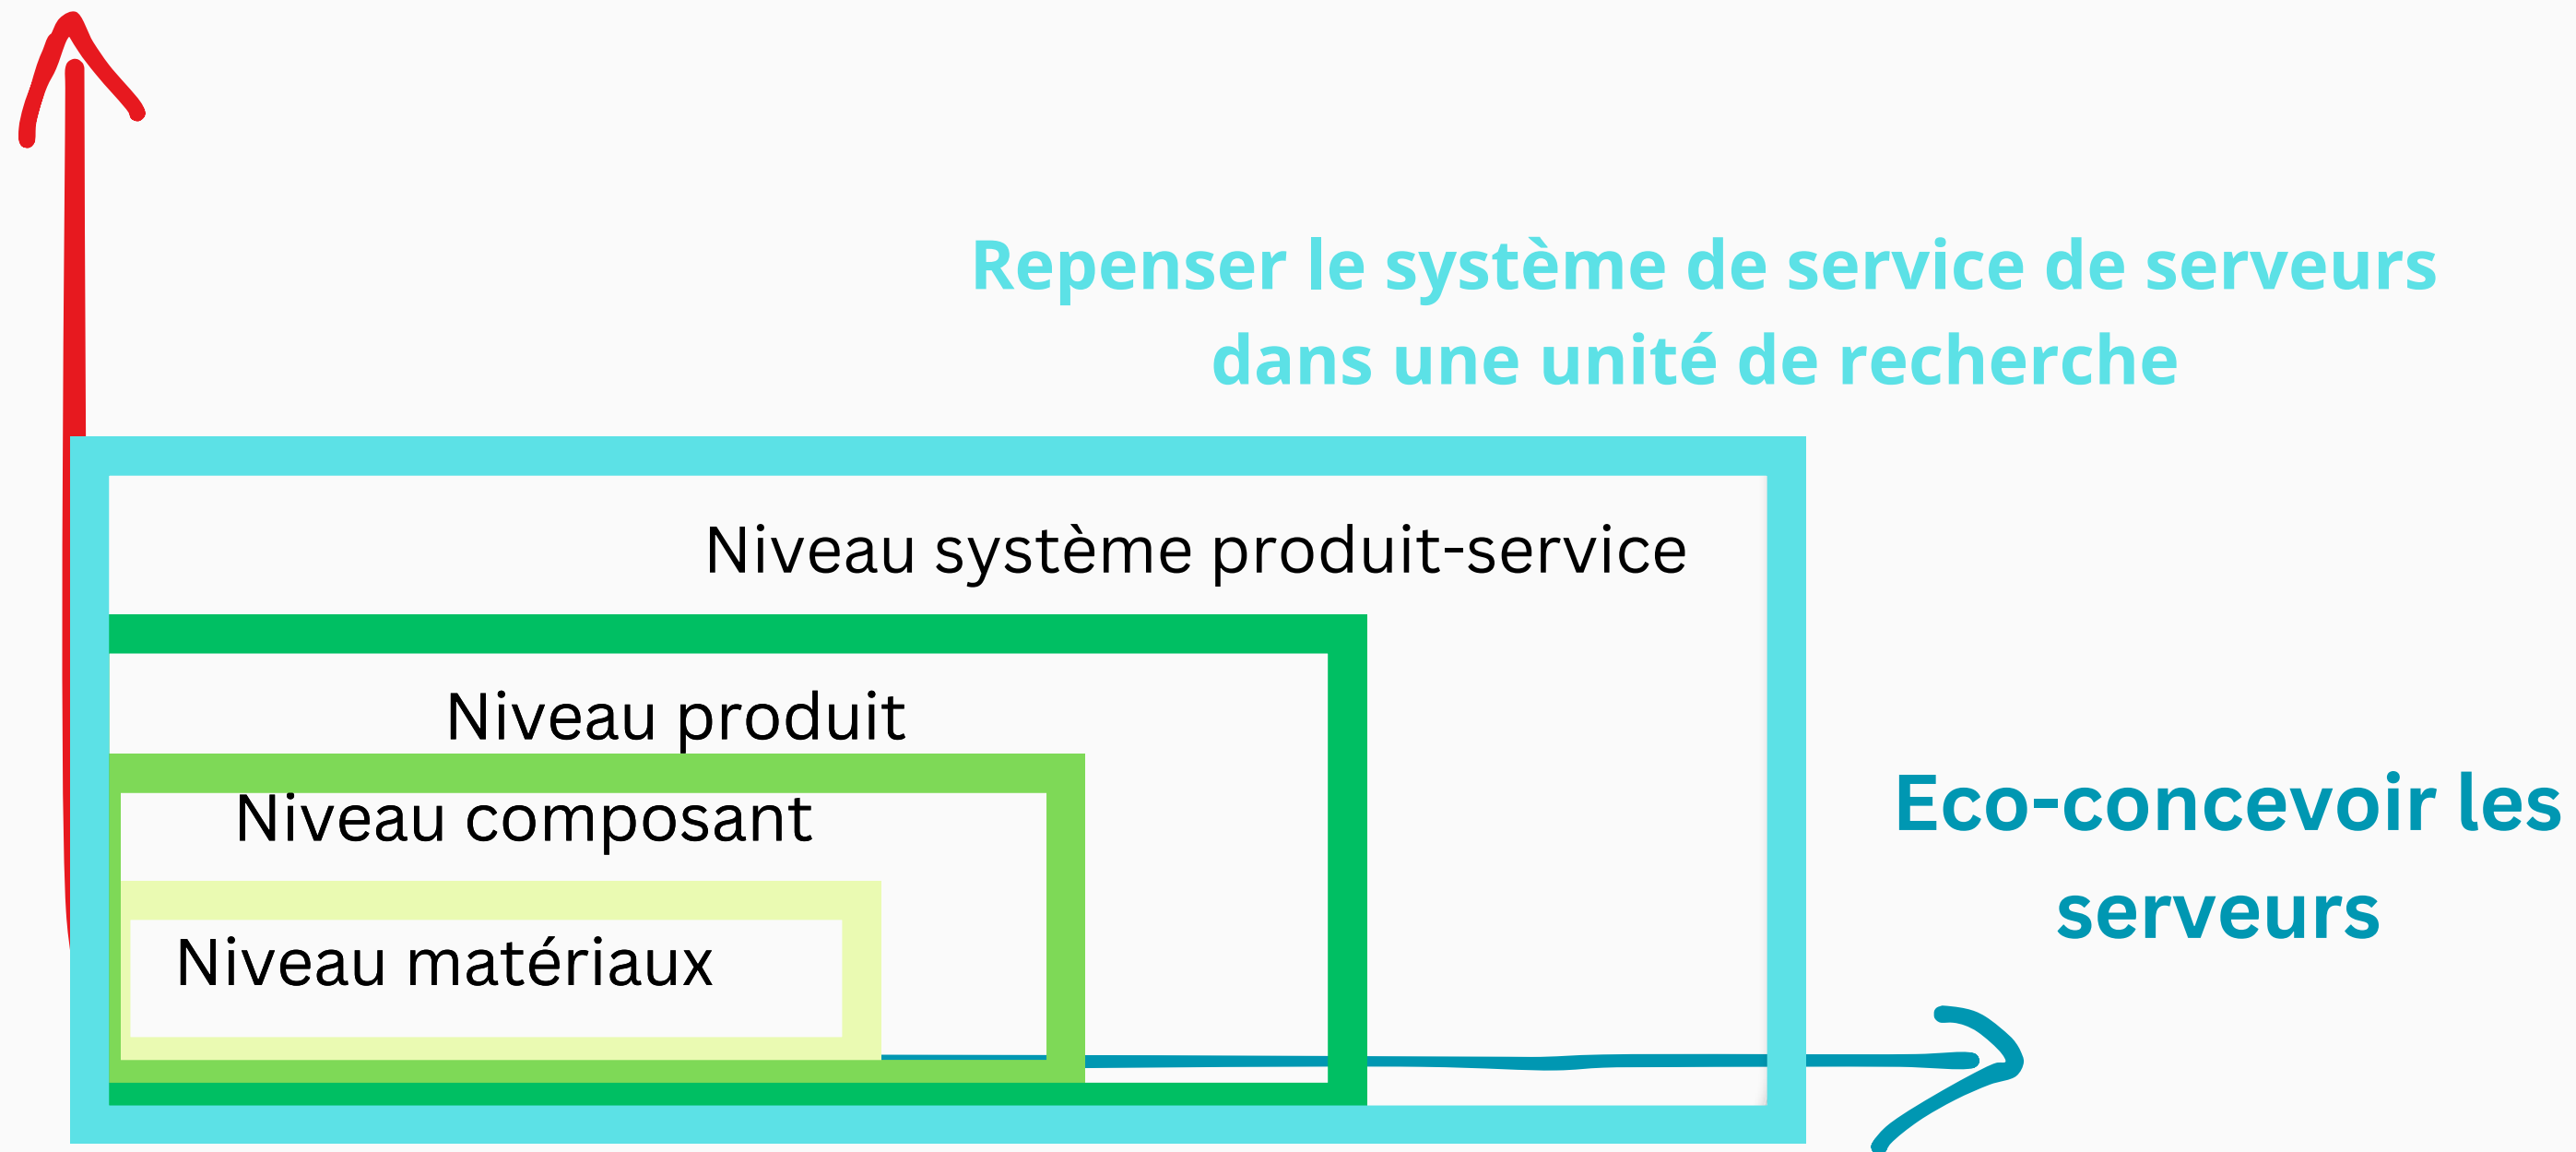 Repenser le système de service de serveurs
dans une unité de recherche
Niveau système produit-service
Niveau produit
Niveau composant
Niveau matériaux
Eco-concevoir les
serveurs